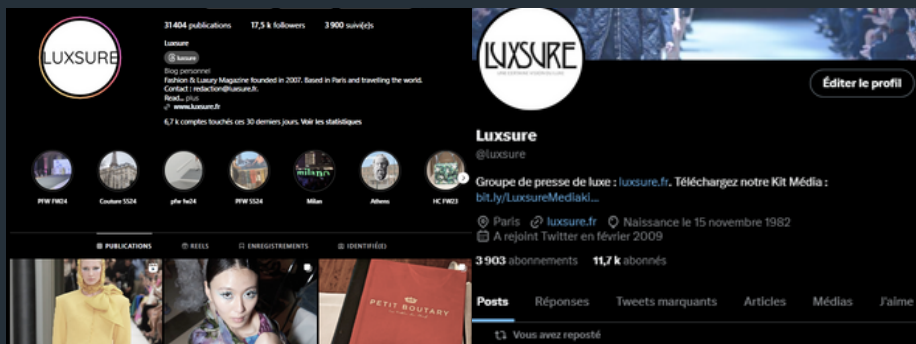 31 404 publications 17,5 k followers 3 900 suivi(e)s
LUXSURE
Luxsure
luxsure
Blog personnel
Fashion & Luxury Magazine founded in 2007. Based in Paris and travelling the world.
Contact : redaction@luxsure.fr.
Read... plus
www.luxsure.fr
6,7 k comptes touchés ces 30 derniers jours. Voir les statistiques
milano
PFW FW24 Couture SS24 pfw fw24 PFW SS24 Milan Athens HC FW23
PUBLICATIONS REELS ENREGISTREMENTS IDENTIFIÉ(E)
PETIT BOUTARY
LUXSURE
Éditer le profil
Luxsure
@luxsure
Groupe de presse de luxe : luxsure.fr. Téléchargez notre Kit Média :
bit.ly/LuxsureMediaki...
Paris luxsure.fr Naissance le 15 novembre 1982
A rejoint Twitter en février 2009
3 903 abonnements 11,7 k abonnés
Posts Réponses Tweets marquants Articles Médias J'aime
Vous avez reposté